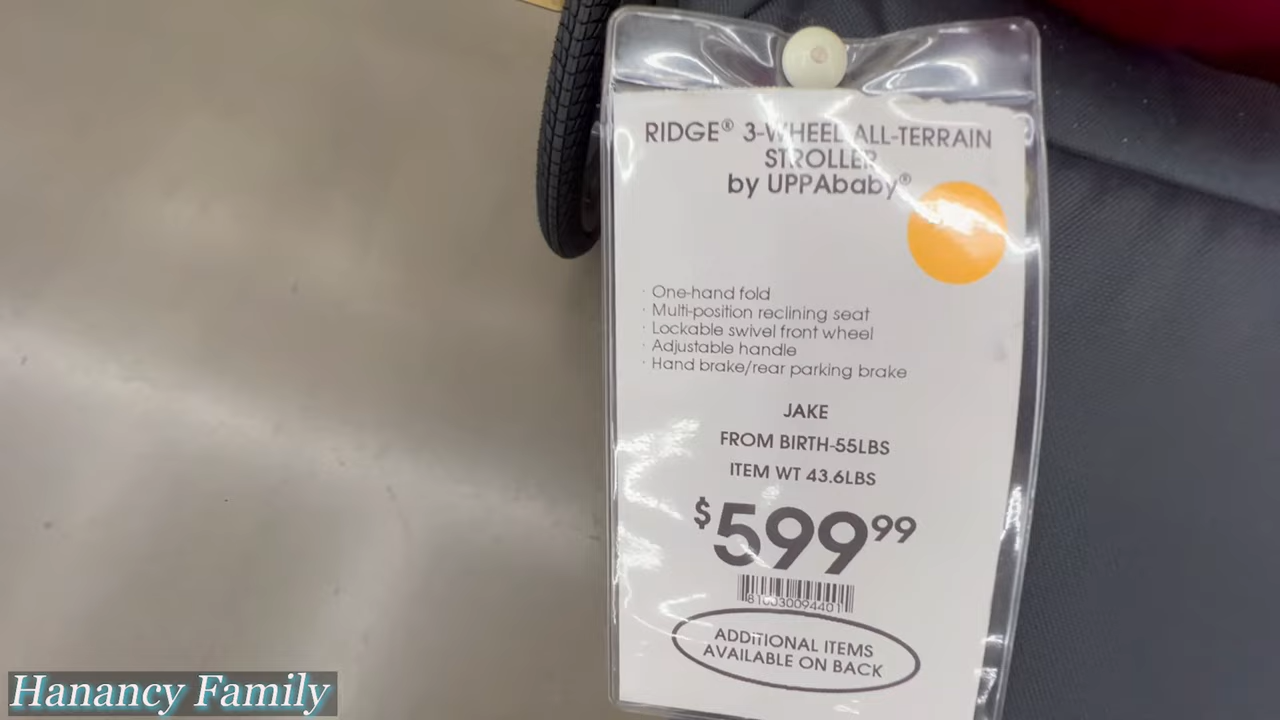 RIDGE® 3-WHEEL ALL-TERRAIN
STROLLER
by UPPAbaby®
· One-hand fold
· Multi-position reclining seat
· Lockable swivel front wheel
· Adjustable handle
· Hand brake/rear parking brake
JAKE
FROM BIRTH-55LBS
ITEM WT 43.6LBS
$599.99
810030094401
ADDITIONAL ITEMS
AVAILABLE ON BACK
Hanancy Family